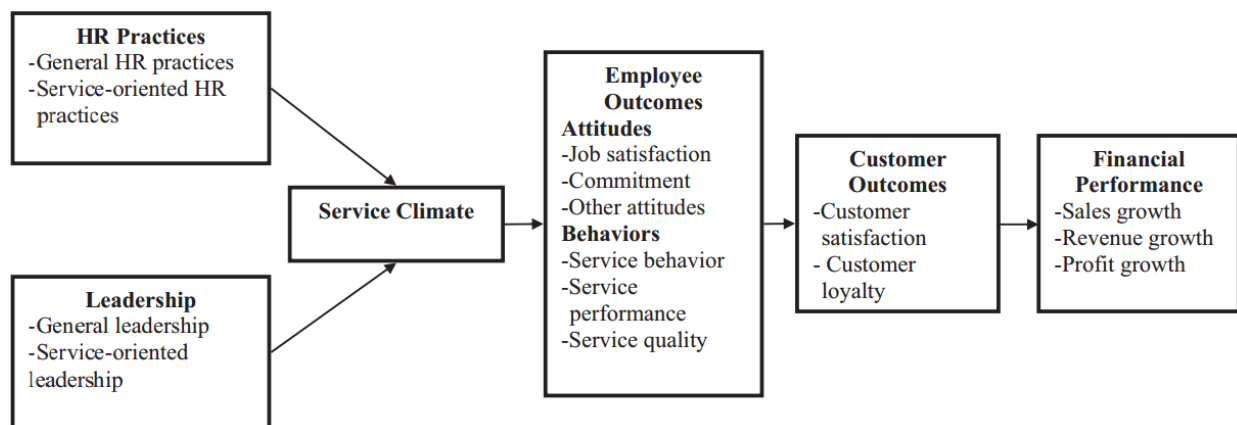 HR Practices
-General HR practices
-Service-oriented HR
practices
Leadership
-General leadership
-Service-oriented
leadership
Service Climate
Employee
Outcomes
Attitudes
-Job satisfaction
-Commitment
-Other attitudes
Behaviors
-Service behavior
-Service
performance
-Service quality
Customer
Outcomes
-Customer
satisfaction
- Customer
loyalty
Financial
Performance
-Sales growth
-Revenue growth
-Profit growth